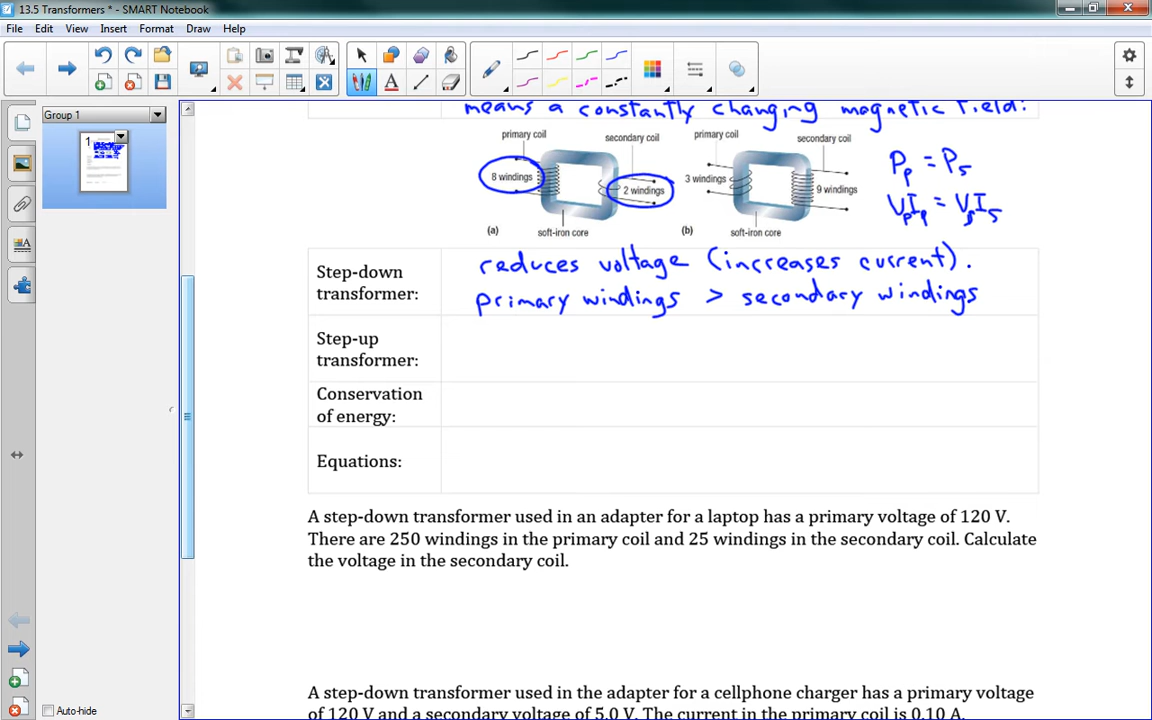 13.5 Transformers * - SMART Notebook
File Edit View Insert Format Draw Help
Group 1
1
means a constantly changing magnetic field.
primary coil secondary coil primary coil secondary coil
8 windings 2 windings 3 windings 9 windings
(a) soft-iron core (b) soft-iron core
Pp = Ps
VpIp = VsIs
Step-down transformer:
reduces voltage (increases current).
primary windings > secondary windings
Step-up
transformer:
Conservation
of energy:
Equations:
A step-down transformer used in an adapter for a laptop has a primary voltage of 120 V.
There are 250 windings in the primary coil and 25 windings in the secondary coil. Calculate
the voltage in the secondary coil.
A step-down transformer used in the adapter for a cellphone charger has a primary voltage
of 120 V and a secondary voltage of 5.0 V. The current in the primary coil is 0.10 A.
Auto-hide